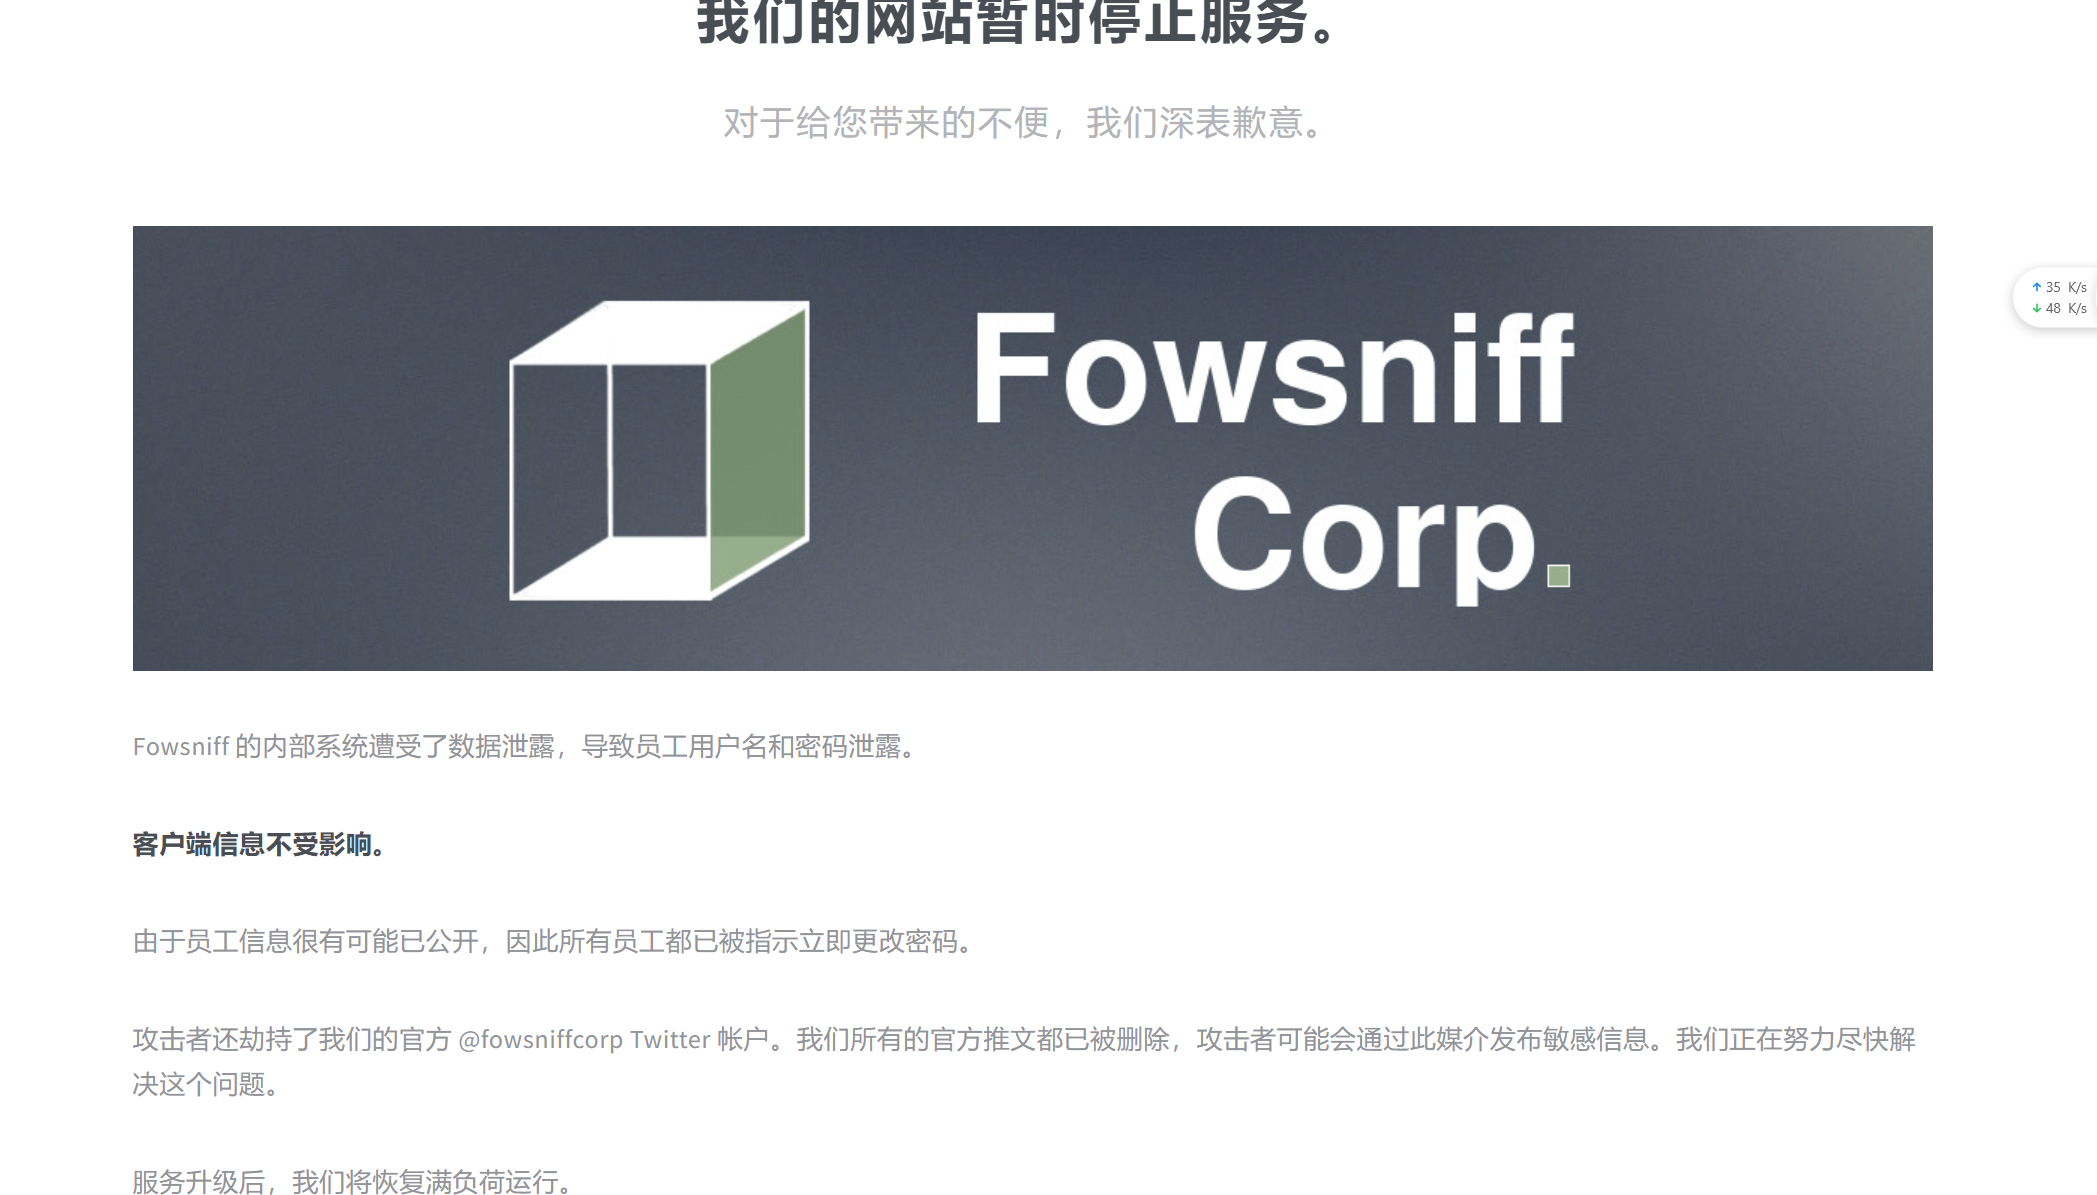 我们的网站暂时停止服务。
对于给您带来的不便，我们深表歉意。
Fowsniff
Corp.
↑ 35 K/s
↓ 48 K/s
Fowsniff 的内部系统遭受了数据泄露，导致员工用户名和密码泄露。
客户端信息不受影响。
由于员工信息很有可能已公开，因此所有员工都已被指示立即更改密码。
攻击者还劫持了我们的官方 @fowsniffcorp Twitter 帐户。我们所有的官方推文都已被删除，攻击者可能会通过此媒介发布敏感信息。我们正在努力尽快解
决这个问题。
服务升级后，我们将恢复满负荷运行。